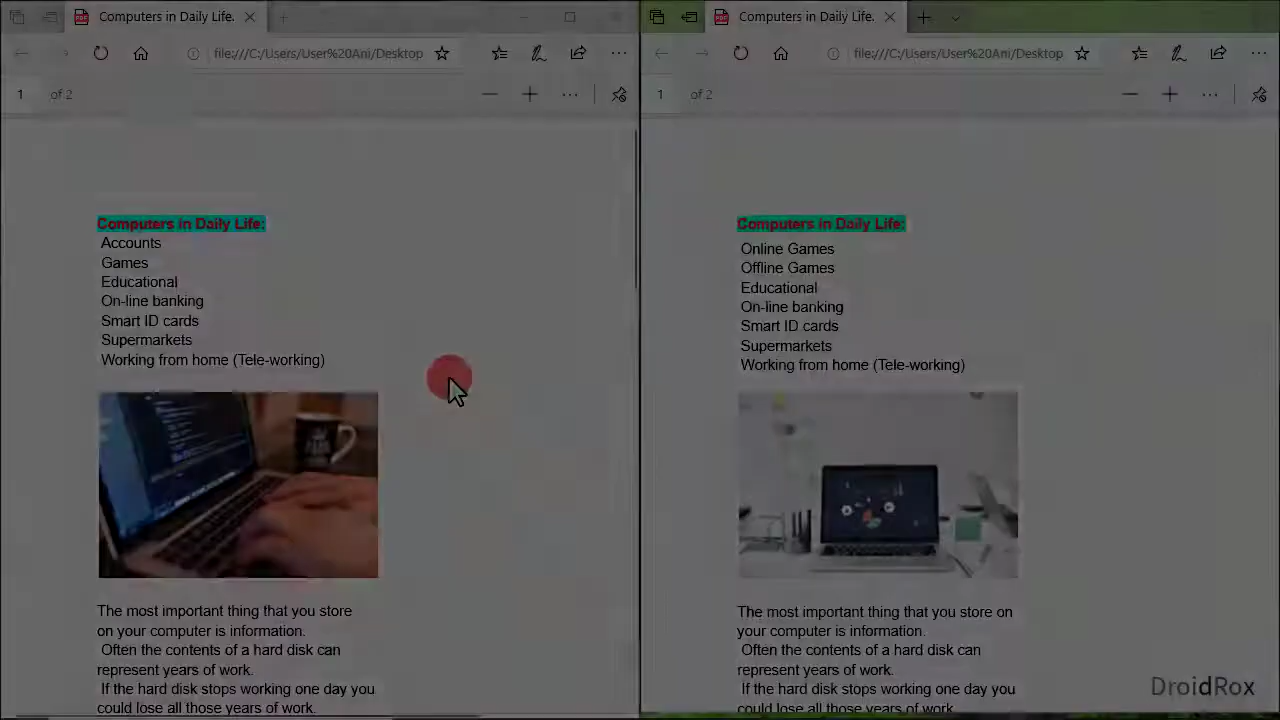 Computers in Daily Life.
Computers in Daily Life.
file:///C:/Users/User%20Ani/Desktop
file:///C:/Users/User%20Ani/Desktop
1 of 2
1 of 2
Computers in Daily Life:
Accounts
Games
Educational
On-line banking
Smart ID cards
Supermarkets
Working from home (Tele-working)
The most important thing that you store
on your computer is information.
Often the contents of a hard disk can
represent years of work.
If the hard disk stops working one day you
could lose all those years of work.
Computers in Daily Life:
Online Games
Offline Games
Educational
On-line banking
Smart ID cards
Supermarkets
Working from home (Tele-working)
The most important thing that you store on
your computer is information.
Often the contents of a hard disk can
represent years of work.
If the hard disk stops working one day you
could lose all those years of work.
DroidRox